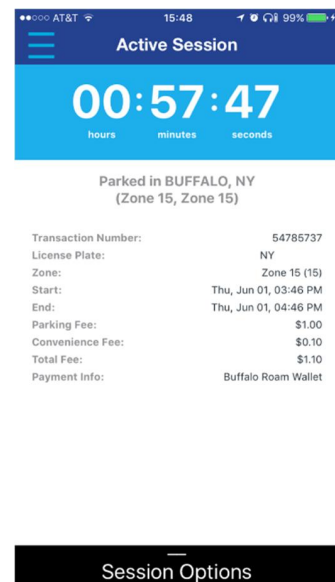 AT&T 15:48 99%
Active Session
00:57:47
hours minutes seconds
Parked in BUFFALO, NY
(Zone 15, Zone 15)
Transaction Number: 54785737
License Plate: NY
Zone: Zone 15 (15)
Start: Thu, Jun 01, 03:46 PM
End: Thu, Jun 01, 04:46 PM
Parking Fee: $1.00
Convenience Fee: $0.10
Total Fee: $1.10
Payment Info: Buffalo Roam Wallet
Session Options